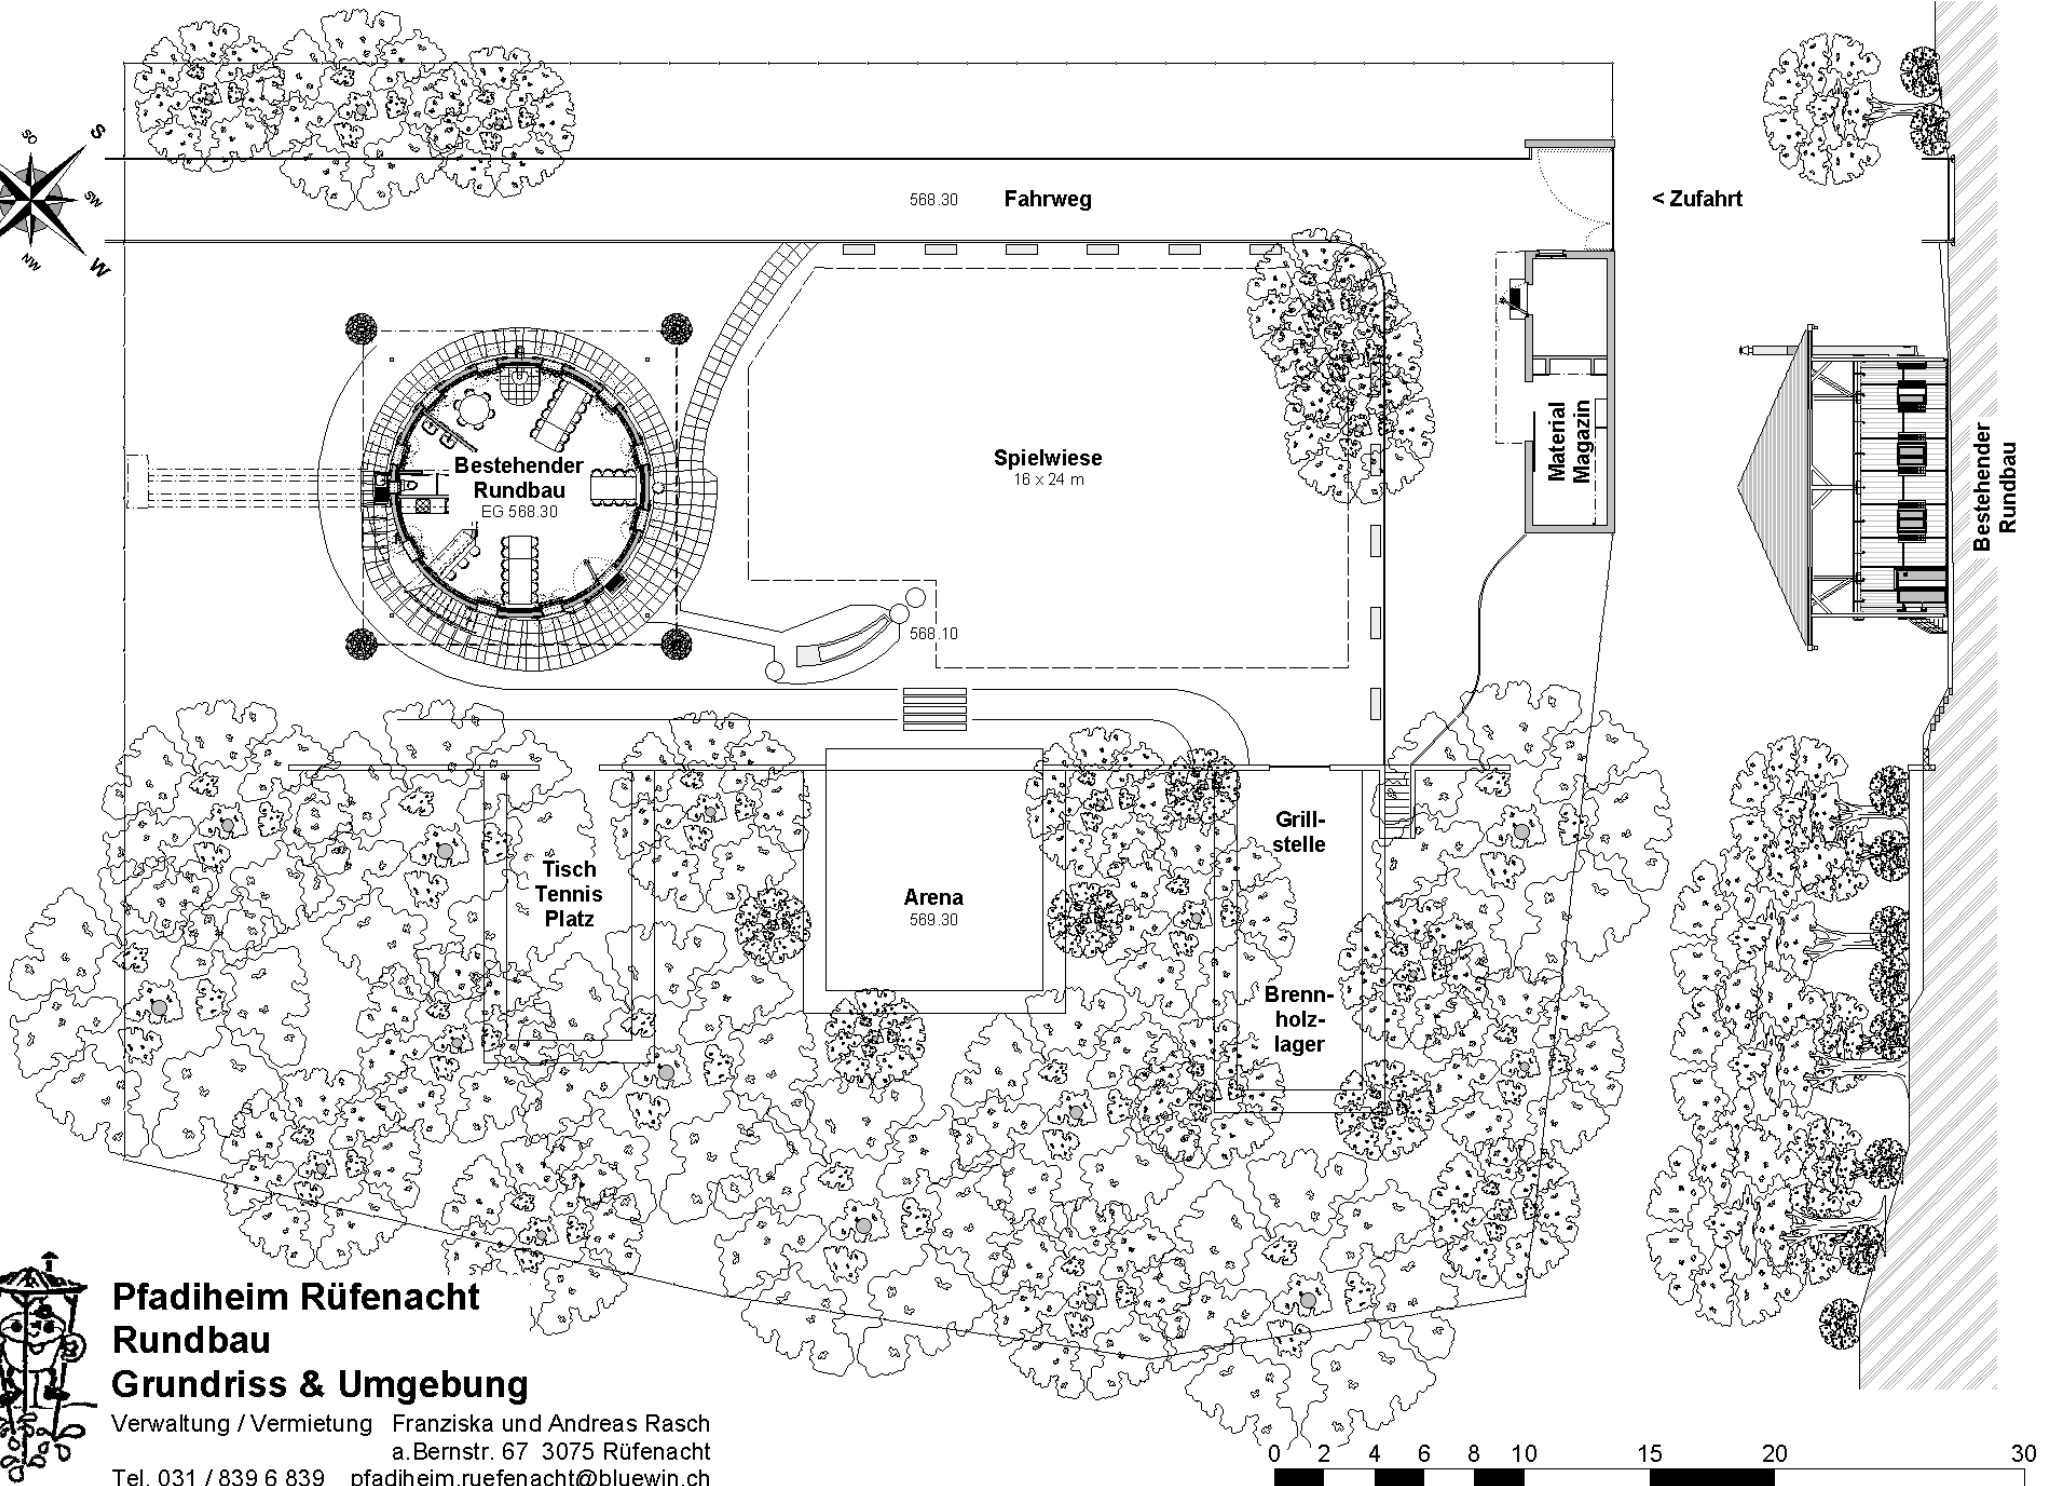 SO
S
SW
W
NW
568.30 Fahrweg
< Zufahrt
Bestehender
Rundbau
EG 568.30
Spielwiese
16 x 24 m
Material
Magazin
Bestehender
Rundbau
568.10
Tisch
Tennis
Platz
Arena
569.30
Grill-
stelle
Brenn-
holz-
lager
Pfadiheim Rüfenacht
Rundbau
Grundriss & Umgebung
Verwaltung / Vermietung Franziska und Andreas Rasch
a.Bernstr. 67 3075 Rüfenacht
Tel. 031 / 839 6 839 pfadiheim.ruefenacht@bluewin.ch
0 2 4 6 8 10 15 20 30